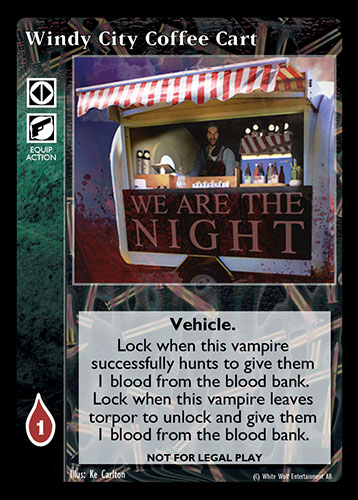 Windy City Coffee Cart
EQUIP
ACTION
WE ARE THE
NIGHT
Vehicle.
Lock when this vampire
successfully hunts to give them
1 blood from the blood bank.
Lock when this vampire leaves
torpor to unlock and give them
1 blood from the blood bank.
NOT FOR LEGAL PLAY
1
Illus: Ke Carlton
(C) White Wolf Entertainment AB